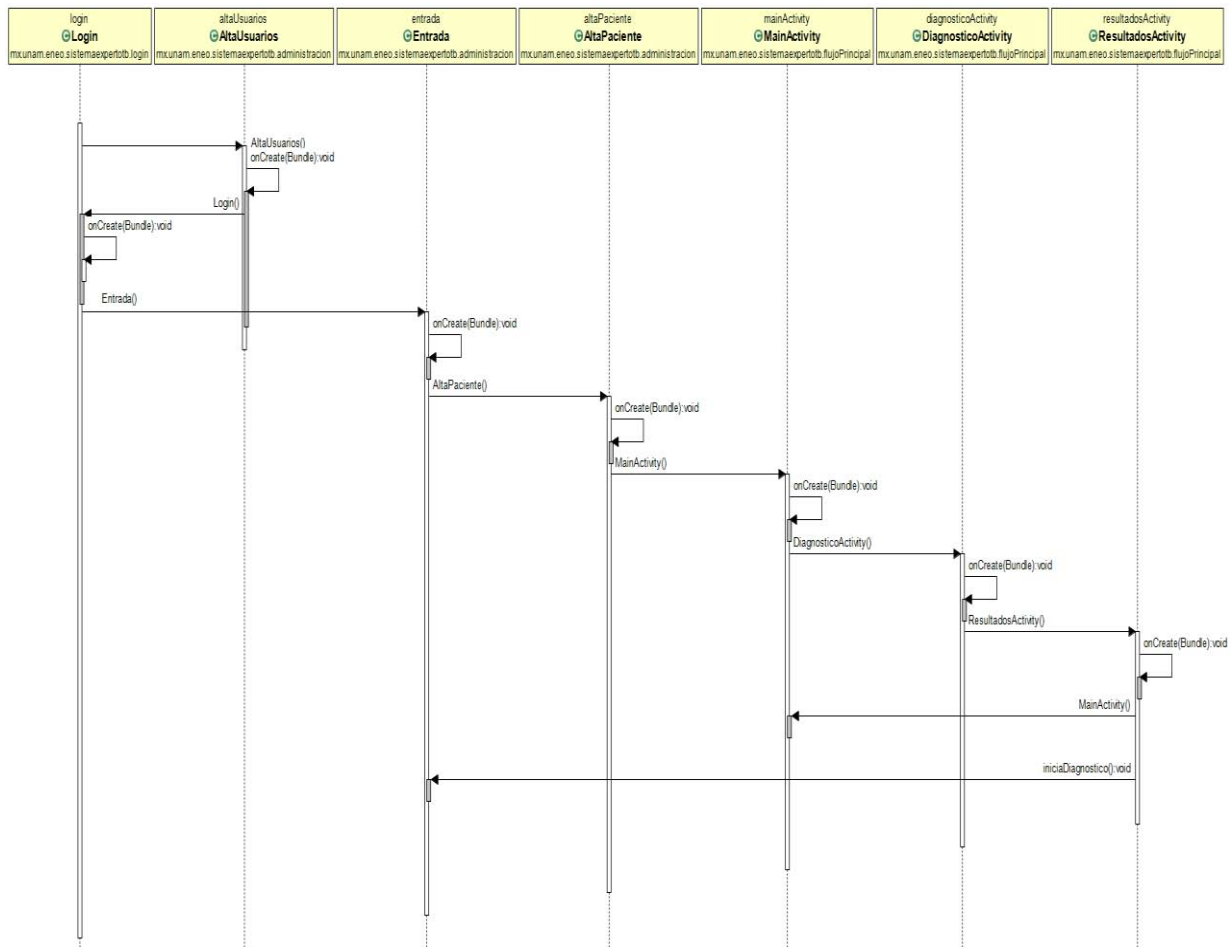 login
Login
mx.unam.eneo.sistemaexpertotb.login
altaUsuarios
AltaUsuarios
mx.unam.eneo.sistemaexpertotb.administracion
entrada
Entrada
mx.unam.eneo.sistemaexpertotb.administracion
altaPaciente
AltaPaciente
mx.unam.eneo.sistemaexpertotb.administracion
mainActivity
MainActivity
mx.unam.eneo.sistemaexpertotb.flujoPrincipal
diagnosticoActivity
DiagnosticoActivity
mx.unam.eneo.sistemaexpertotb.flujoPrincipal
resultadosActivity
ResultadosActivity
mx.unam.eneo.sistemaexpertotb.flujoPrincipal
AltaUsuarios()
onCreate(Bundle):void
Login()
onCreate(Bundle):void
Entrada()
onCreate(Bundle):void
AltaPaciente()
onCreate(Bundle):void
MainActivity()
onCreate(Bundle):void
DiagnosticoActivity()
onCreate(Bundle):void
ResultadosActivity()
onCreate(Bundle):void
MainActivity()
iniciaDiagnostico():void